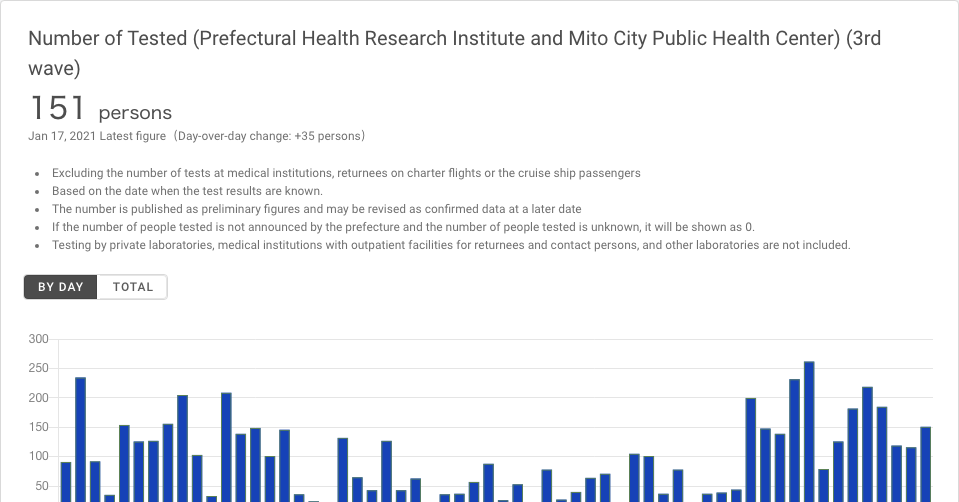 Number of Tested (Prefectural Health Research Institute and Mito City Public Health Center) (3rd
wave)
151 persons
Jan 17, 2021 Latest figure（Day-over-day change: +35 persons）
• Excluding the number of tests at medical institutions, returnees on charter flights or the cruise ship passengers
• Based on the date when the test results are known.
• The number is published as preliminary figures and may be revised as confirmed data at a later date
• If the number of people tested is not announced by the prefecture and the number of people tested is unknown, it will be shown as 0.
• Testing by private laboratories, medical institutions with outpatient facilities for returnees and contact persons, and other laboratories are not included.
BY DAY TOTAL
300
250
200
150
100
50